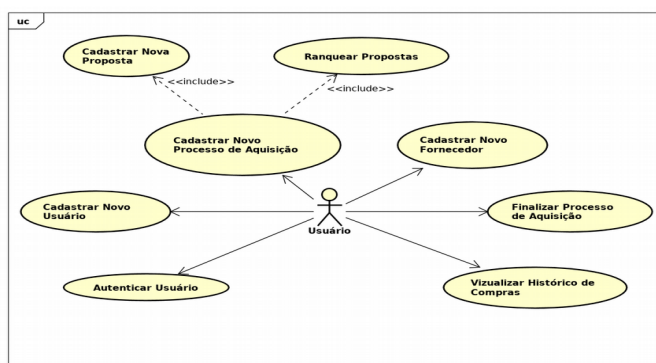 uc
Cadastrar Nova
Proposta
Ranquear Propostas
<<include>>
<<include>>
Cadastrar Novo
Processo de Aquisição
Cadastrar Novo
Fornecedor
Cadastrar Novo
Usuário
Usuário
Finalizar Processo
de Aquisição
Autenticar Usuário
Vizualizar Histórico de
Compras